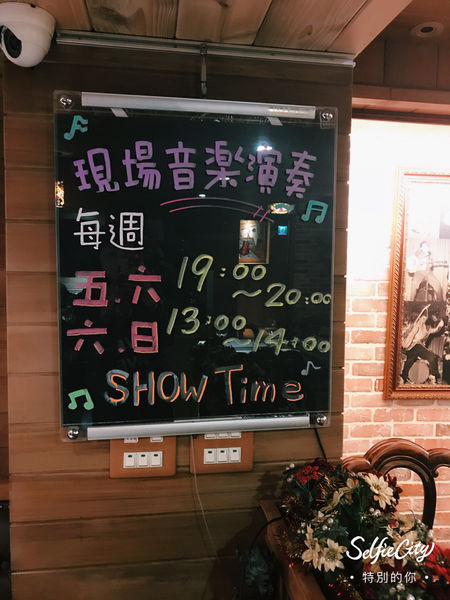 現場音楽演奏
每週
五.六 19:00
~20:00
六.日 13:00
~14:00
SHOW Time
SelfieCity
•特別的你•